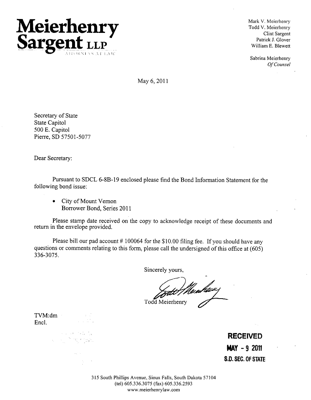 Meierhenry
Sargent LLP
ATTORNEYS AT LAW
Mark V. Meierhenry
Todd V. Meierhenry
Clint Sargent
Patrick J. Glover
William E. Blewett
Sabrina Meierhenry
Of Counsel
May 6, 2011
Secretary of State
State Capitol
500 E. Capitol
Pierre, SD 57501-5077
Dear Secretary:
Pursuant to SDCL 6-8B-19 enclosed please find the Bond Information Statement for the
following bond issue:
• City of Mount Vernon
Borrower Bond, Series 2011
Please stamp date received on the copy to acknowledge receipt of these documents and
return in the envelope provided.
Please bill our pad account # 100064 for the $10.00 filing fee. If you should have any
questions or comments relating to this form, please call the undersigned of this office at (605)
336-3075.
Sincerely yours,
Todd Meierhenry
Todd Meierhenry
TVM:dm
Encl.
RECEIVED
MAY - 9 2011
S.D. SEC. OF STATE
315 South Phillips Avenue, Sioux Falls, South Dakota 57104
(tel) 605.336.3075 (fax) 605.336.2593
www.meierhenrylaw.com